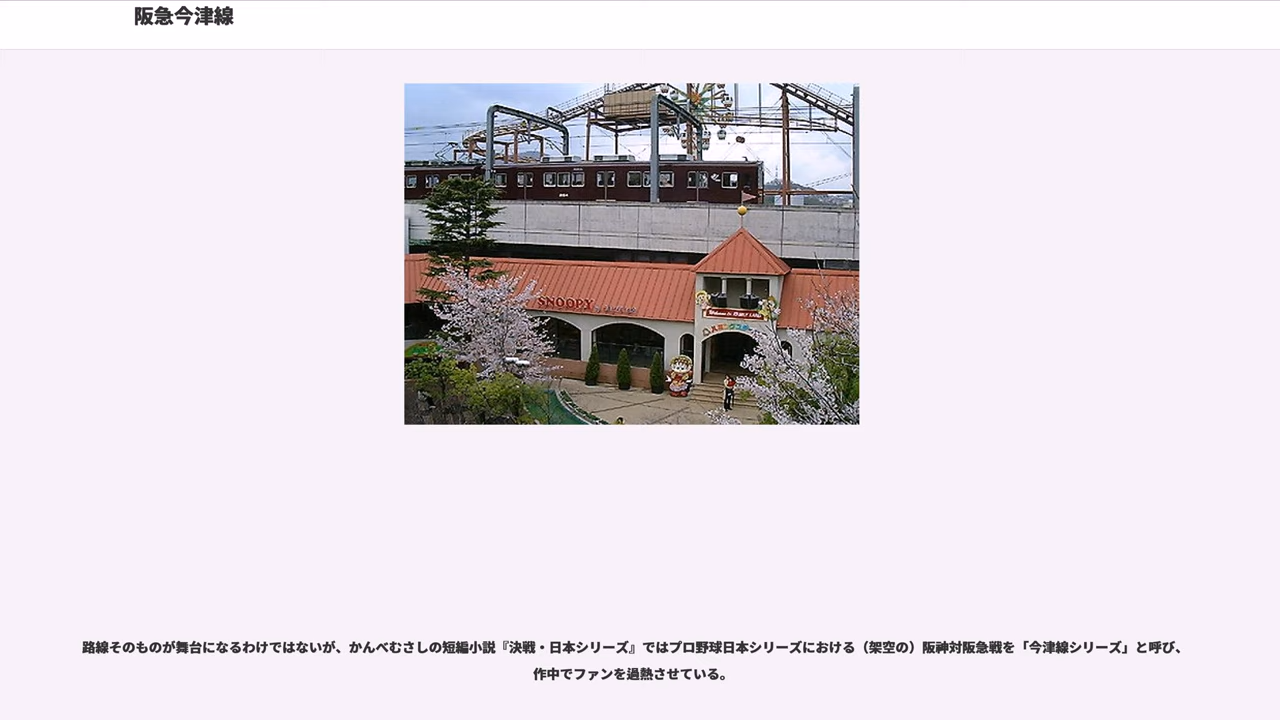 阪急今津線
SNOOPY
路線そのものが舞台になるわけではないが、かんべむさしの短編小説『決戦・日本シリーズ』ではプロ野球日本シリーズにおける（架空の）阪神対阪急戦を「今津線シリーズ」と呼び、
作中でファンを過熱させている。